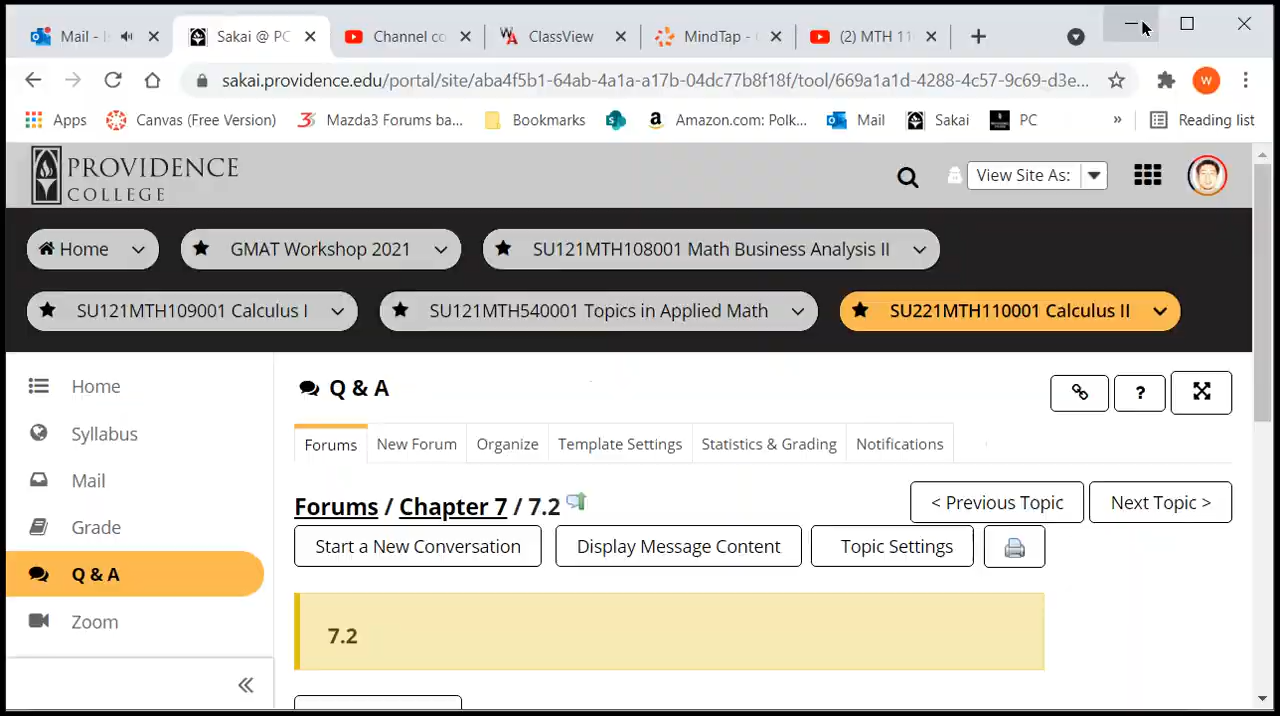 Mail - 
Sakai @ PC
Channel co
ClassView
MindTap -
(2) MTH 11
sakai.providence.edu/portal/site/aba4f5b1-64ab-4a1a-a17b-04dc77b8f18f/tool/669a1a1d-4288-4c57-9c69-d3e...
W
Apps
Canvas (Free Version)
Mazda3 Forums ba...
Bookmarks
Amazon.com: Polk...
Mail
Sakai
PC
»
Reading list
PROVIDENCE
COLLEGE
View Site As:
Home
GMAT Workshop 2021
SU121MTH108001 Math Business Analysis II
SU121MTH109001 Calculus I
SU121MTH540001 Topics in Applied Math
SU221MTH110001 Calculus II
Home
Syllabus
Mail
Grade
Q & A
Zoom
Q & A
?
Forums
New Forum
Organize
Template Settings
Statistics & Grading
Notifications
Forums / Chapter 7 / 7.2
< Previous Topic
Next Topic >
Start a New Conversation
Display Message Content
Topic Settings
7.2